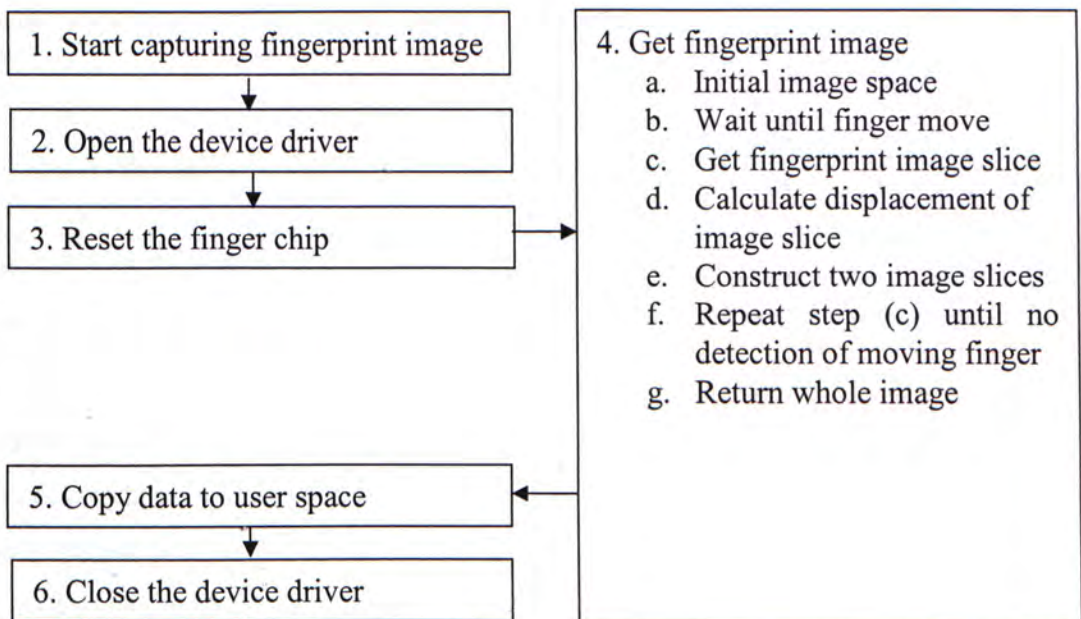 1. Start capturing fingerprint image
2. Open the device driver
3. Reset the finger chip
4. Get fingerprint image
a. Initial image space
b. Wait until finger move
c. Get fingerprint image slice
d. Calculate displacement of
image slice
e. Construct two image slices
f. Repeat step (c) until no
detection of moving finger
g. Return whole image
5. Copy data to user space
6. Close the device driver